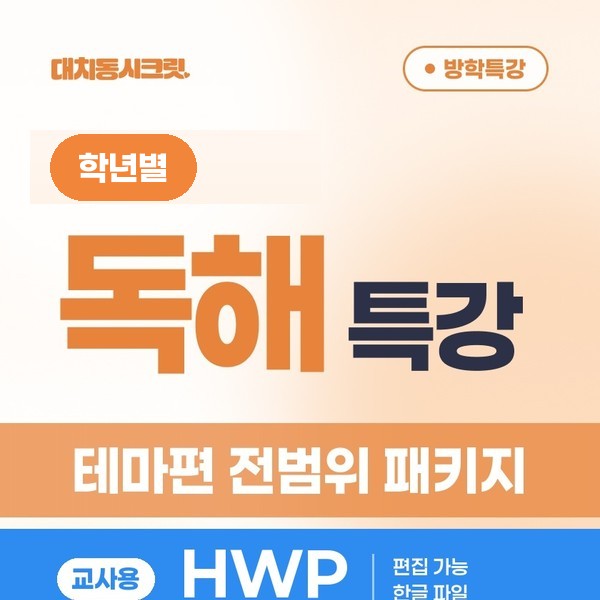 대치동시크릿
방학특강
학년별
독해 특강
테마편 전범위 패키지
교사용 HWP 편집 가능
한글 파일